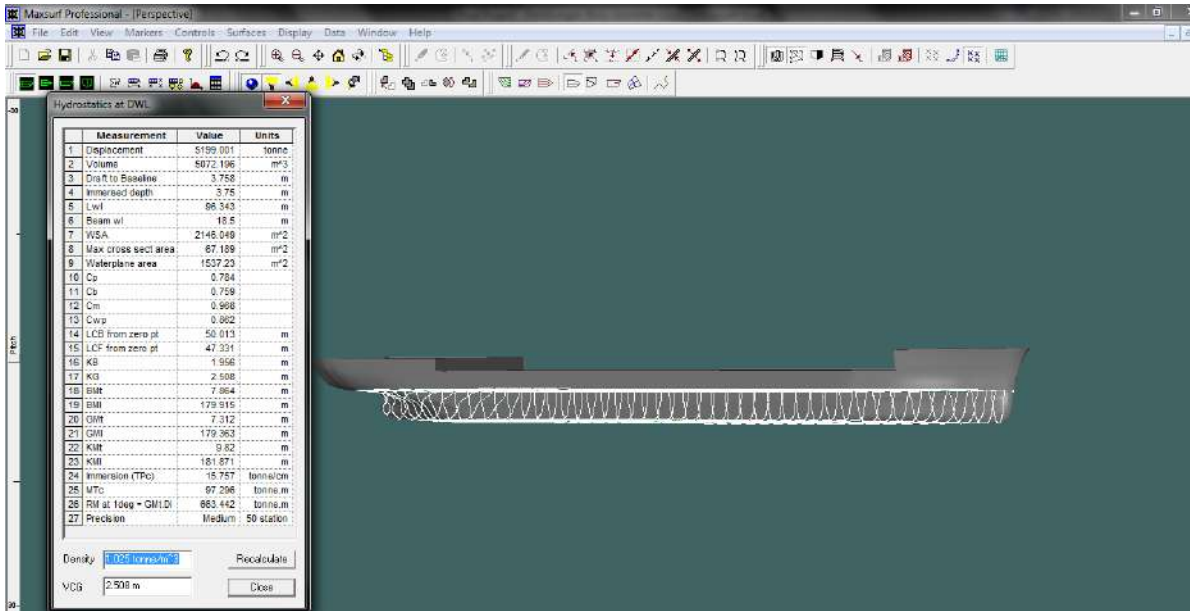 Maxsurf Professional - [Perspective]
File Edit View Markers Controls Surfaces Display Data Window Help
Hydrostatics at DWL
Measurement Value Units
1 Displacement 5199.001 tonne
2 Volume 5072.196 m^3
3 Draft to Baseline 3.758 m
4 Immersed depth 3.75 m
5 Lwl 96.343 m
6 Beam wl 18.5 m
7 WSA 2146.049 m^2
8 Max cross sect area 67.189 m^2
9 Waterplane area 1537.23 m^2
10 Cp 0.784
11 Cb 0.759
12 Cm 0.968
13 Cwp 0.862
14 LCB from zero pt 50.013 m
15 LCF from zero pt 47.331 m
16 KB 1.956 m
17 KG 2.508 m
18 BMt 7.864 m
19 BMl 179.915 m
20 GMt 7.312 m
21 GMl 179.363 m
22 KMt 9.82 m
23 KMl 181.871 m
24 Immersion (TPc) 15.757 tonne/cm
25 MTc 97.296 tonne.m
26 RM at 1deg = GMt.Di 663.442 tonne.m
27 Precision Medium 50 station
Density 1.025 tonne/m^3 Recalculate
VCG 2.508 m Close
-30
Pitch
30